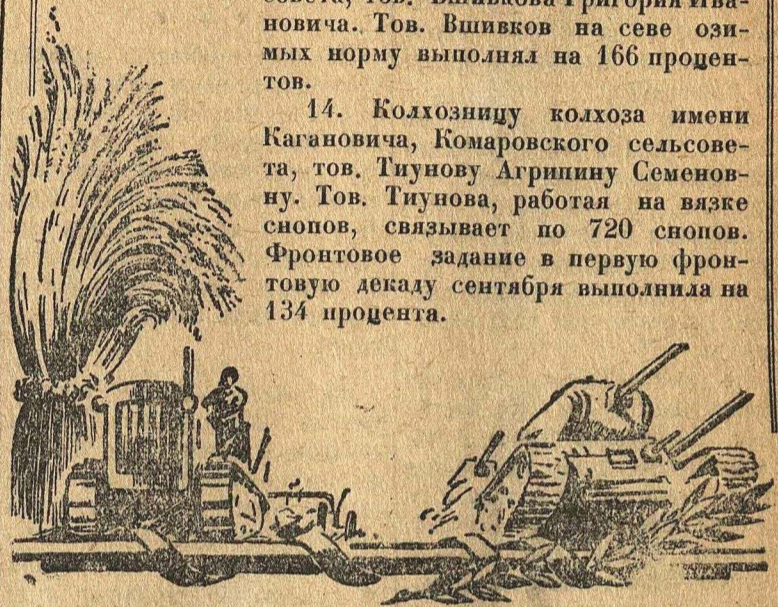 новича. Тов. Вшивков на севе ози-
мых норму выполнял на 166 процен-
тов.
14. Колхозницу колхоза имени
Кагановича, Комаровского сельсове-
та, тов. Тиунову Агрипину Семенов-
ну. Тов. Тиунова, работая на вязке
снопов, связывает по 720 снопов.
Фронтовое задание в первую фрон-
товую декаду сентября выполнила на
134 процента.